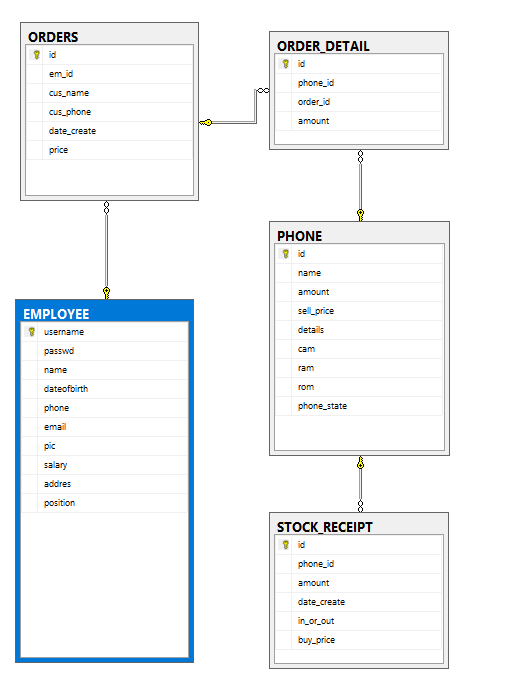 ORDERS
id
em_id
cus_name
cus_phone
date_create
price
ORDER_DETAIL
id
phone_id
order_id
amount
EMPLOYEE
username
passwd
name
dateofbirth
phone
email
pic
salary
addres
position
PHONE
id
name
amount
sell_price
details
cam
ram
rom
phone_state
STOCK_RECEIPT
id
phone_id
amount
date_create
in_or_out
buy_price